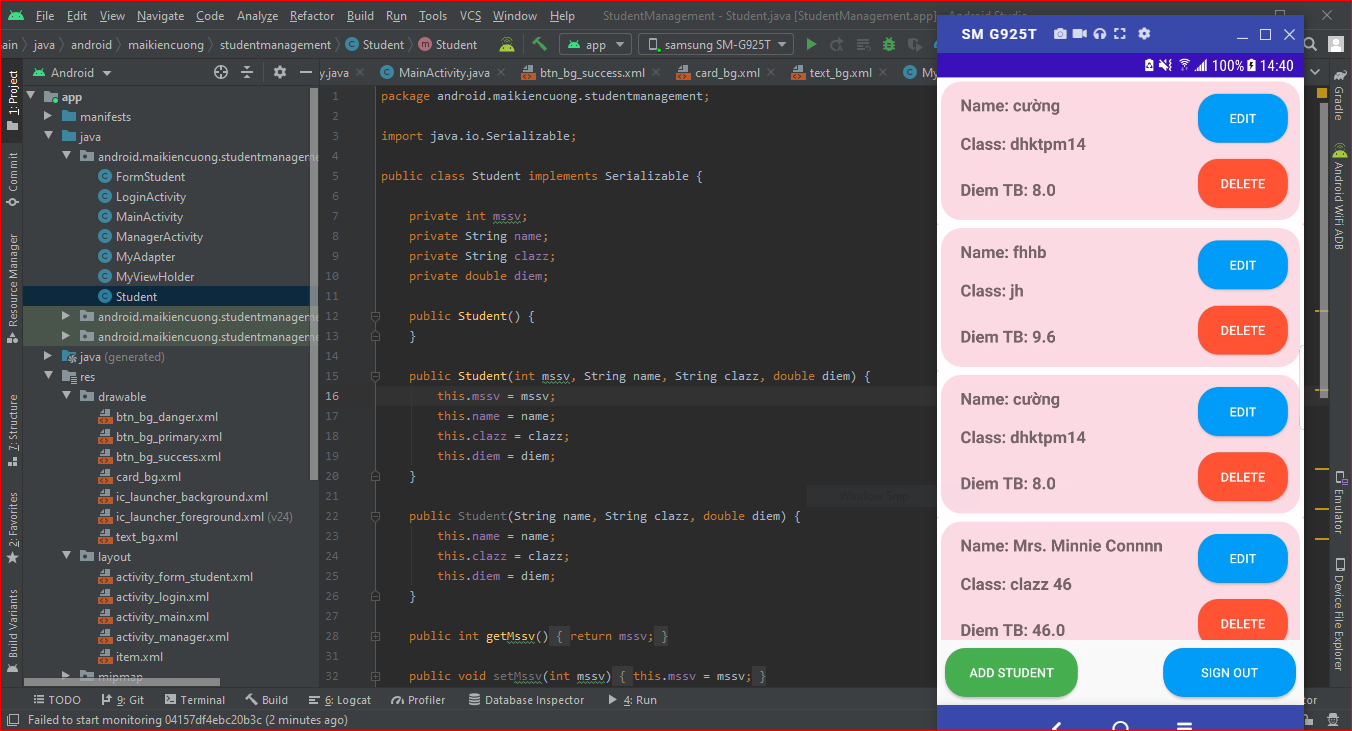 File Edit View Navigate Code Analyze Refactor Build Run Tools VCS Window Help StudentManagement - Student.java [StudentManagement.app] - Android Studio
ain java android maikiencuong studentmanagement Student Student app samsung SM-G925T
Android
y.java MainActivity.java btn_bg_success.xml card_bg.xml text_bg.xml My
1: Project
Commit
Resource Manager
7: Structure
2: Favorites
Build Variants
app
manifests
java
android.maikiencuong.studentmanageme
FormStudent
LoginActivity
MainActivity
ManagerActivity
MyAdapter
MyViewHolder
Student
android.maikiencuong.studentmanageme
android.maikiencuong.studentmanageme
java (generated)
res
drawable
btn_bg_danger.xml
btn_bg_primary.xml
btn_bg_success.xml
card_bg.xml
ic_launcher_background.xml
ic_launcher_foreground.xml (v24)
text_bg.xml
layout
activity_form_student.xml
activity_login.xml
activity_main.xml
activity_manager.xml
item.xml
mipmap
1 package android.maikiencuong.studentmanagement;
2
3 import java.io.Serializable;
4
5 public class Student implements Serializable {
6
7 private int mssv;
8 private String name;
9 private String clazz;
10 private double diem;
11
12 public Student() {
13 }
14
15 public Student(int mssv, String name, String clazz, double diem) {
16 this.mssv = mssv;
17 this.name = name;
18 this.clazz = clazz;
19 this.diem = diem;
20 }
21
22 public Student(String name, String clazz, double diem) {
23 this.name = name;
24 this.clazz = clazz;
25 this.diem = diem;
26 }
27
28 public int getMssv() { return mssv; }
31
32 public void setMssv(int mssv) { this.mssv = mssv; }
Window Snip
SM G925T
100% 14:40
Name: cường
EDIT
Class: dhktpm14
Diem TB: 8.0
DELETE
Name: fhhb
EDIT
Class: jh
Diem TB: 9.6
DELETE
Name: cường
EDIT
Class: dhktpm14
Diem TB: 8.0
DELETE
Name: Mrs. Minnie Connnn
EDIT
Class: clazz 46
Diem TB: 46.0
DELETE
ADD STUDENT
SIGN OUT
Gradle
Android WiFi ADB
Emulator
Device File Explorer
TODO 9: Git Terminal Build 6: Logcat Profiler Database Inspector 4: Run tor
Failed to start monitoring 04157df4ebc20b3c (2 minutes ago)